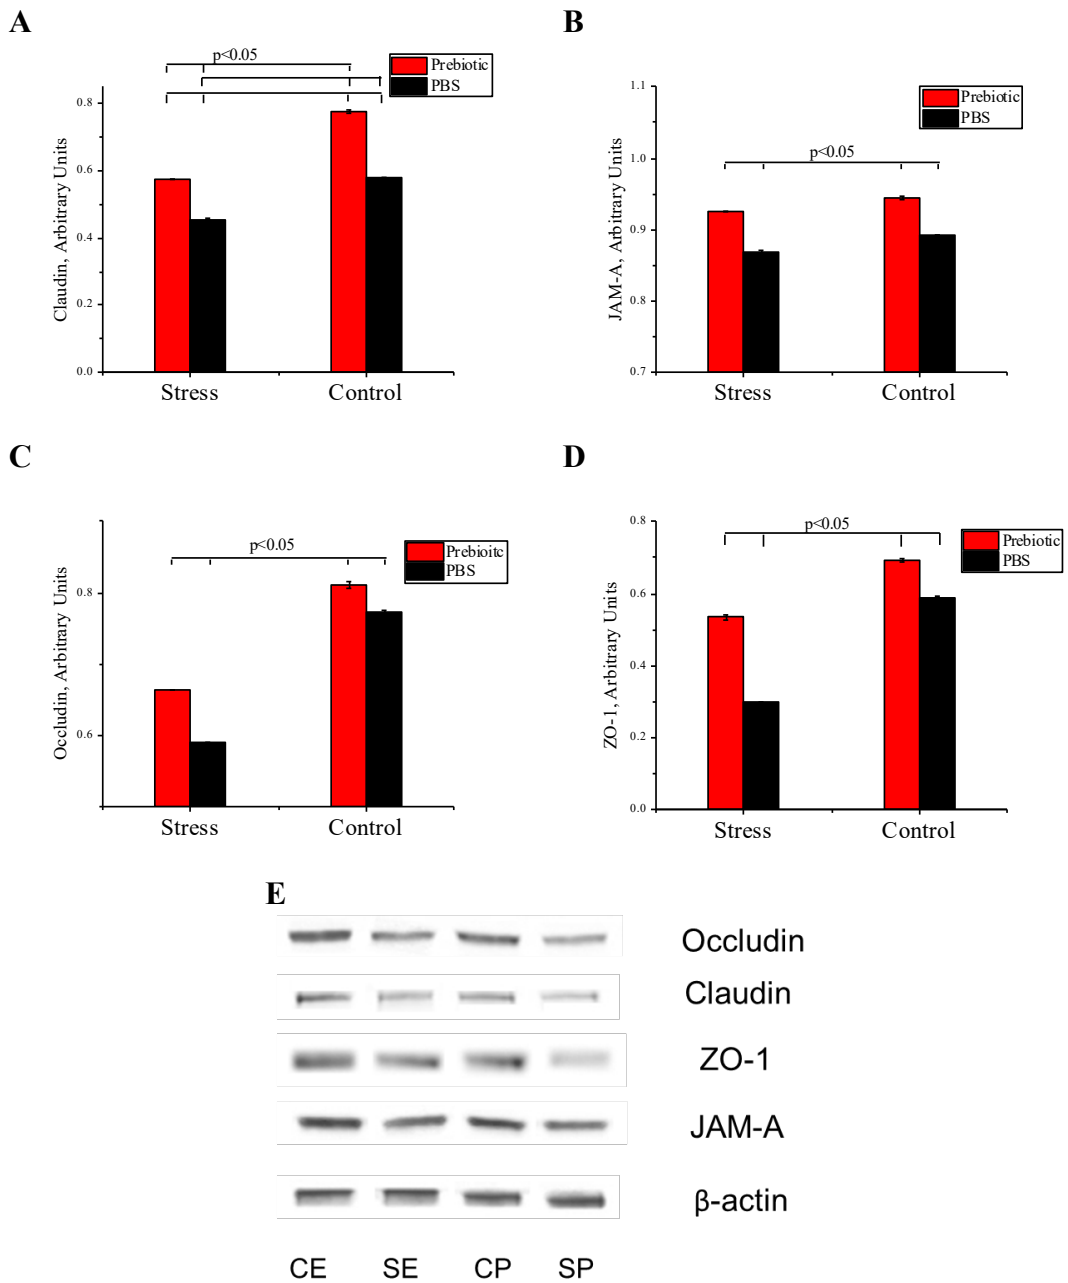 A
p<0.05
Prebiotic
PBS
Claudin, Arbitrary Units
0.8
0.6
0.4
0.2
0.0
Stress
Control
B
1.1
1.0
0.9
0.8
0.7
Prebiotic
PBS
p<0.05
JAM-A, Arbitrary Units
Stress
Control
C
p<0.05
Prebioitc
PBS
Occludin, Arbitrary Units
0.8
0.6
Stress
Control
D
0.8
0.6
0.4
0.2
0.0
p<0.05
Prebiotic
PBS
ZO-1, Arbitrary Units
Stress
Control
E
Occludin
Claudin
ZO-1
JAM-A
β-actin
CE SE CP SP